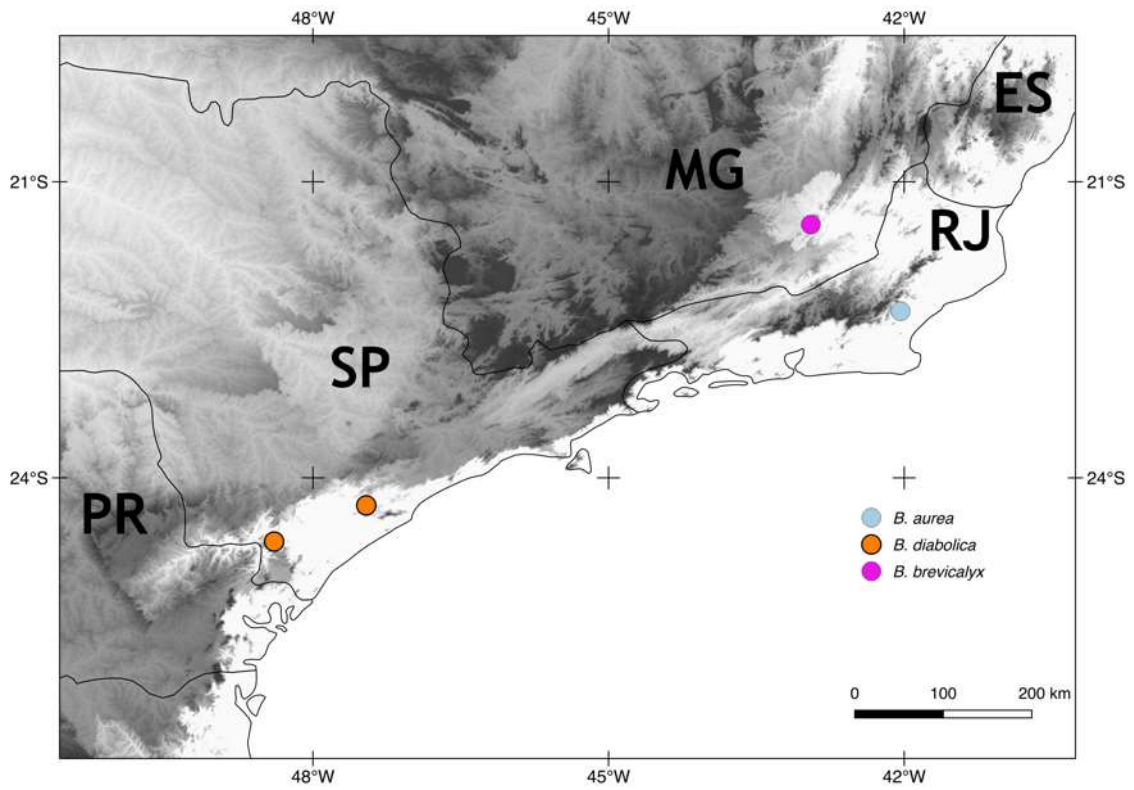 48°W 45°W 42°W
ES
MG
21°S 21°S
RJ
SP
24°S 24°S
PR
B. aurea
B. diabolica
B. brevicalyx
0 100 200 km
48°W 45°W 42°W